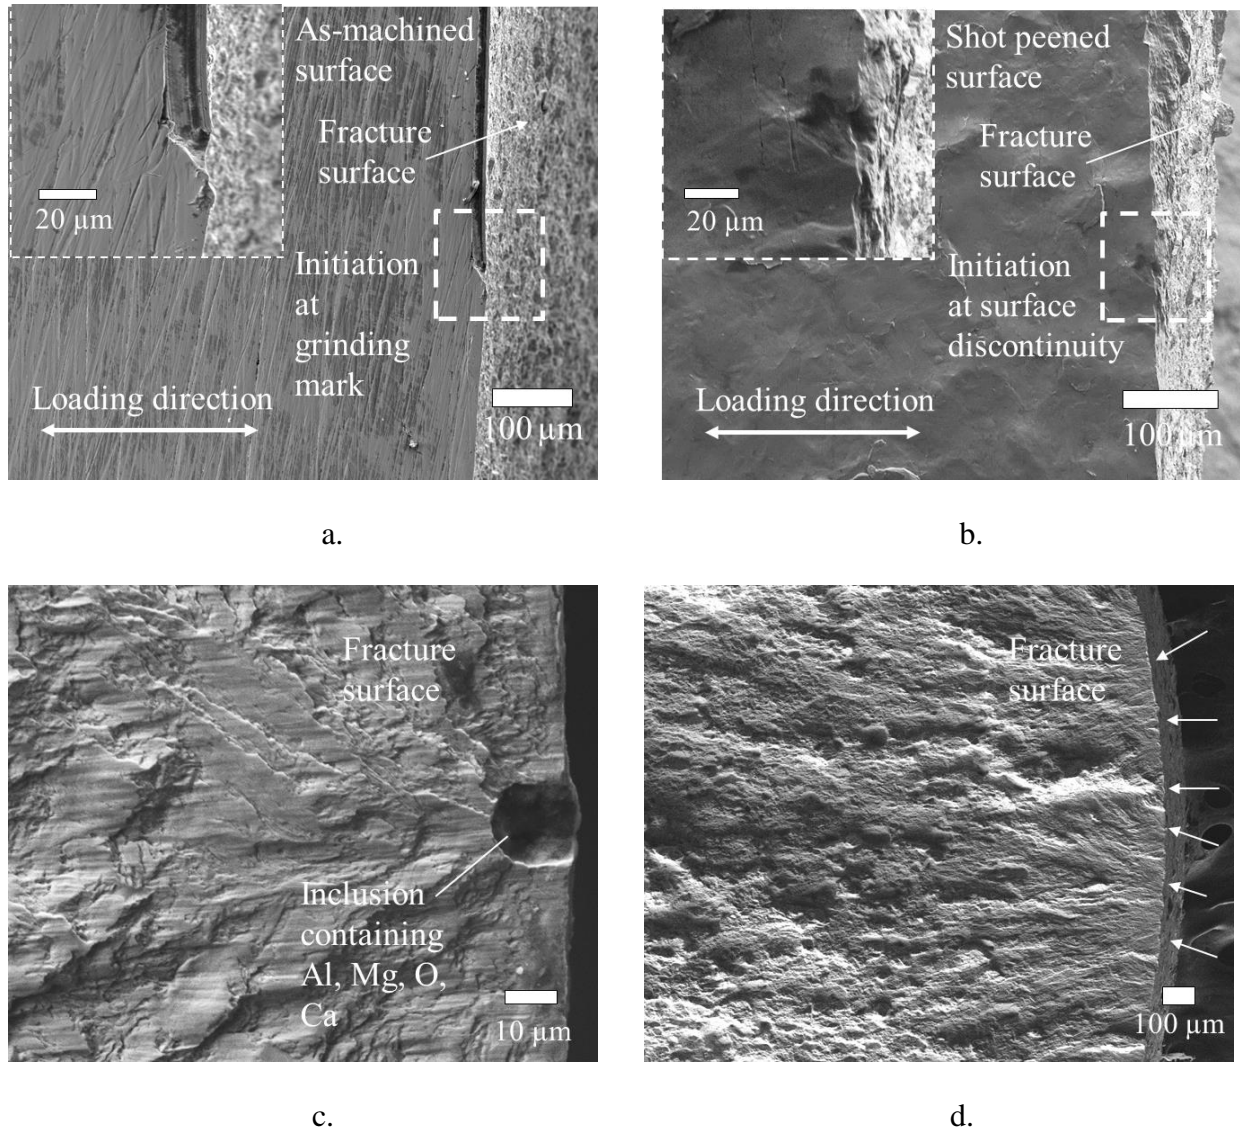 As-machined
surface
Fracture
surface
20 µm
Initiation
at
grinding
mark
Loading direction
100 µm
a.
Shot peened
surface
Fracture
surface
20 µm
Initiation
at surface
discontinuity
Loading direction
100 µm
b.
Fracture
surface
Inclusion
containing
Al, Mg, O,
Ca
10 µm
c.
Fracture
surface
100 µm
d.